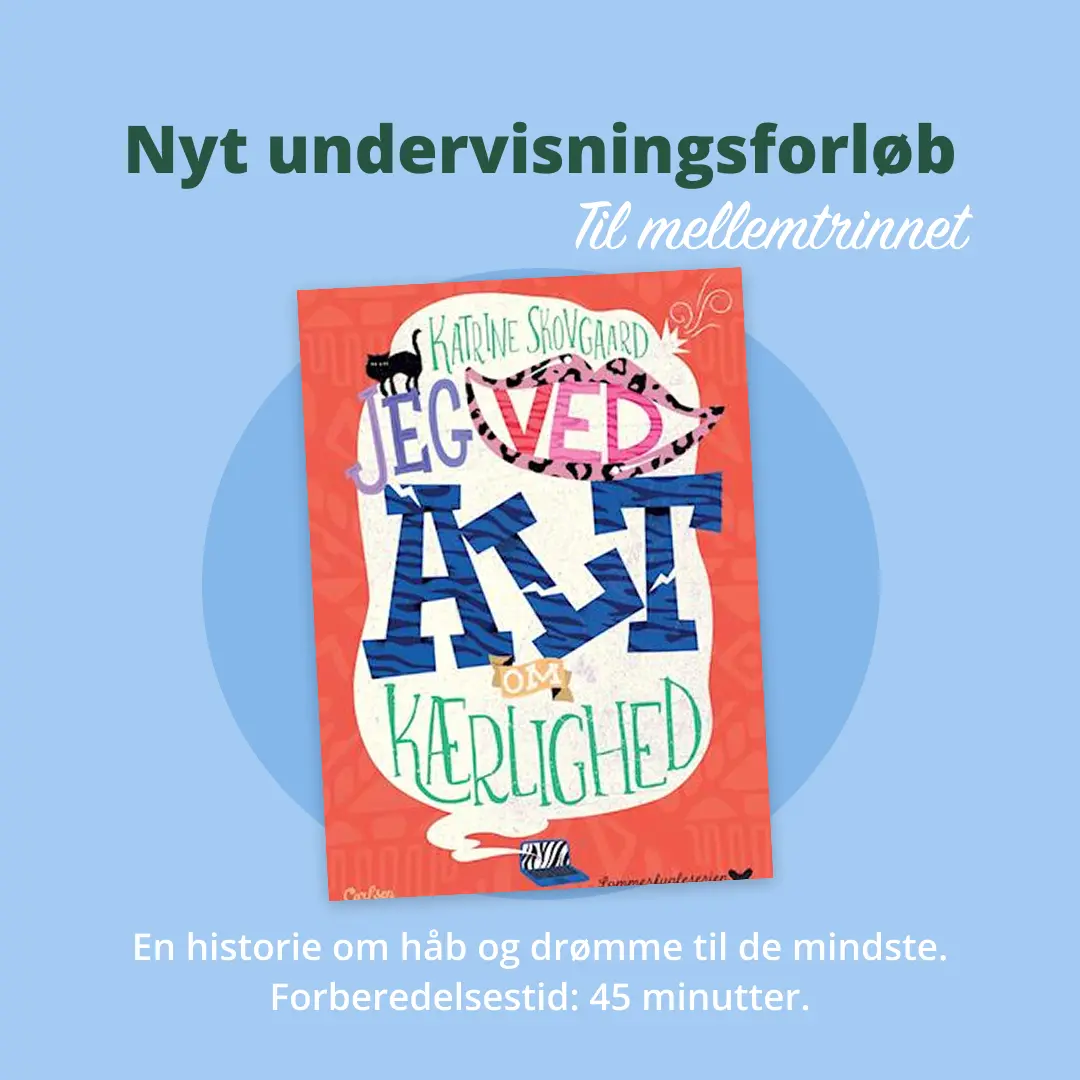 Nyt undervisningsforløb
Til mellemtrinnet
KATRINE SKOVGAARD
JEG VED
ALT
OM
KÆRLIGHED
Carlsen
Sommerfugleserien
En historie om håb og drømme til de mindste.
Forberedelsestid: 45 minutter.